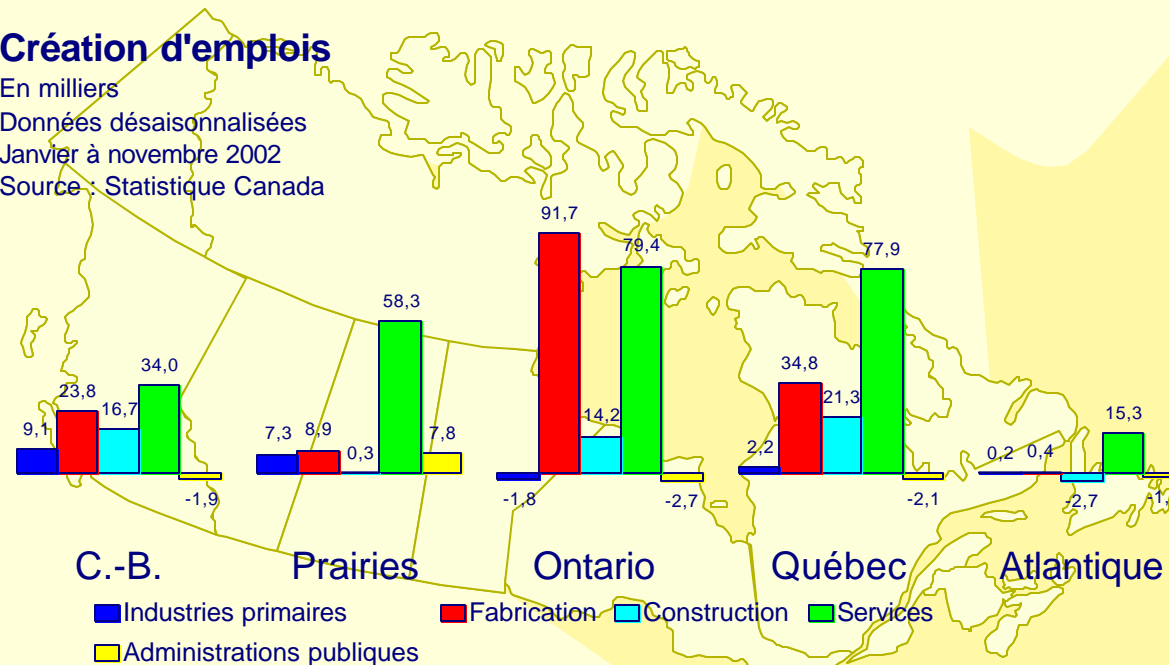 Création d'emplois
En milliers
Données désaisonnalisées
Janvier à novembre 2002
Source : Statistique Canada
9,1 23,8 16,7 34,0 -1,9
7,3 8,9 0,3 58,3 7,8
-1,8 91,7 14,2 79,4 -2,7
2,2 34,8 21,3 77,9 -2,1
0,2 0,4 -2,7 15,3
C.-B. Prairies Ontario Québec Atlantique
Industries primaires Fabrication Construction Services
Administrations publiques